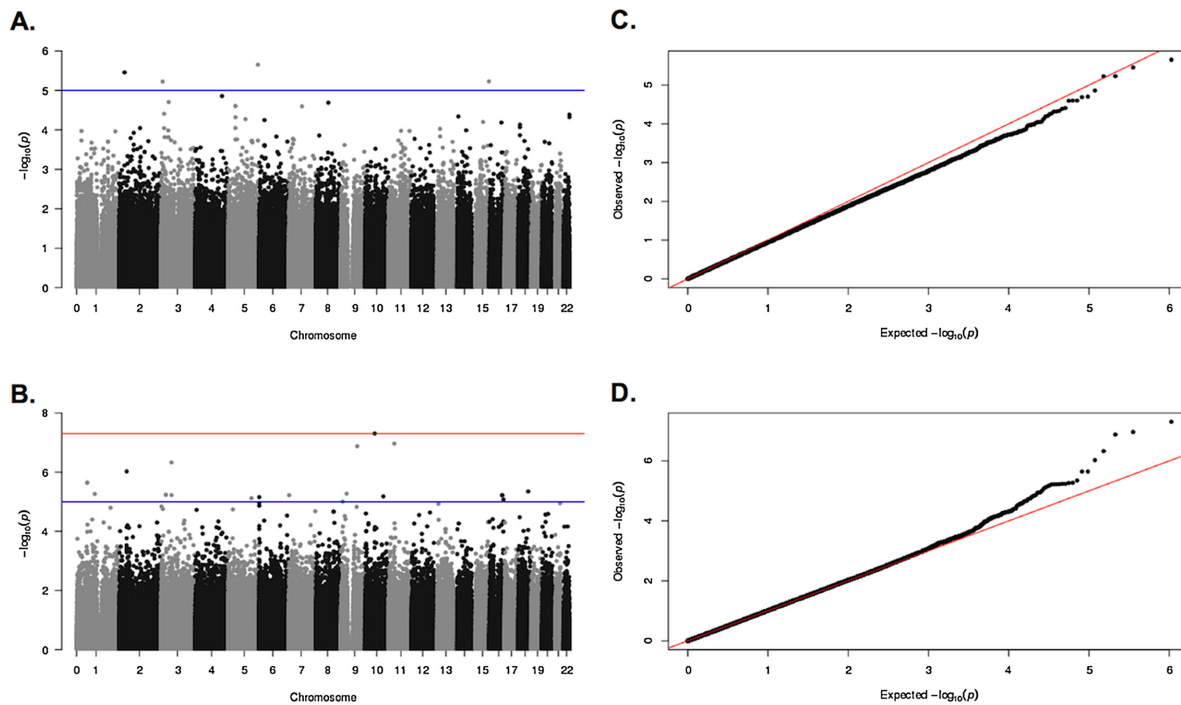 A.
6
5
4
3
2
1
0
−log₁₀(p)
0 1 2 3 4 5 6 7 8 9 10 11 12 13 15 17 19 22
Chromosome
C.
5
4
3
2
1
0
Observed −log₁₀(p)
0 1 2 3 4 5 6
Expected −log₁₀(p)
B.
8
6
4
2
0
−log₁₀(p)
0 1 2 3 4 5 6 7 8 9 10 11 12 13 15 17 19 22
Chromosome
D.
6
4
2
0
Observed −log₁₀(p)
0 1 2 3 4 5 6
Expected −log₁₀(p)